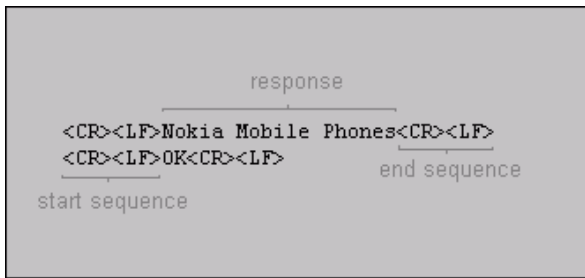 response
<CR><LF>Nokia Mobile Phones<CR><LF>
<CR><LF>OK<CR><LF>
end sequence
start sequence